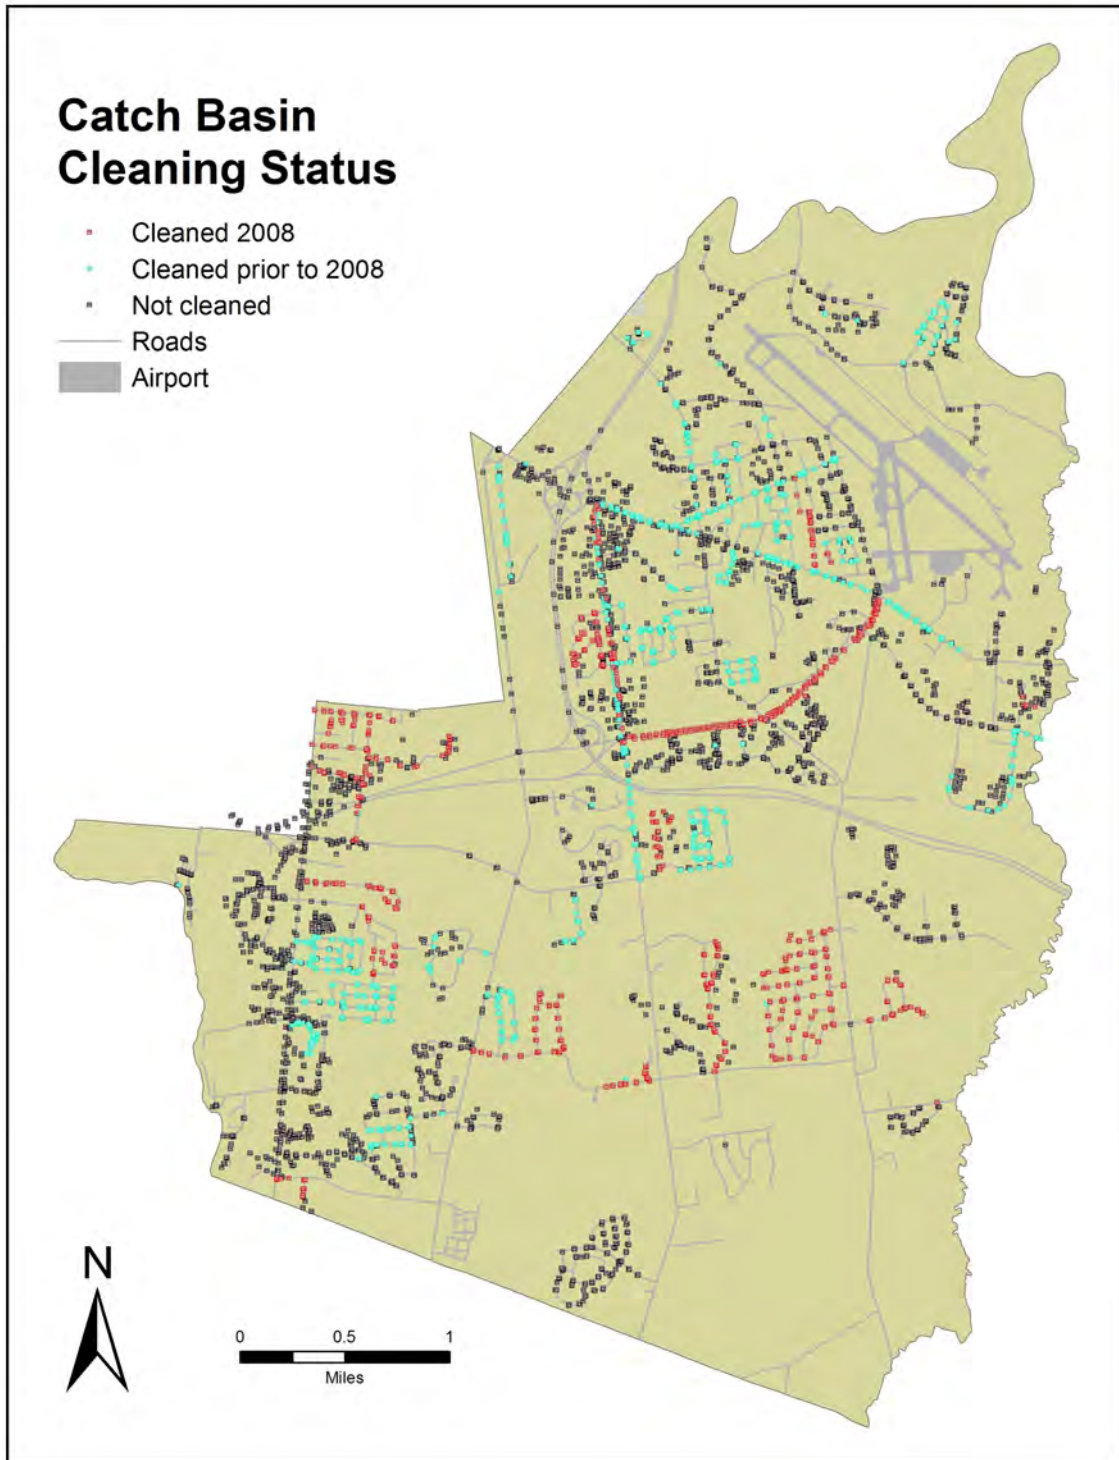 Catch Basin
Cleaning Status
Cleaned 2008
Cleaned prior to 2008
Not cleaned
Roads
Airport
N
0 0.5 1
Miles